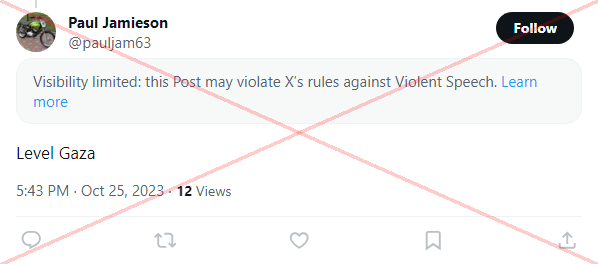 Paul Jamieson
@pauljam63
Follow
Visibility limited: this Post may violate X's rules against Violent Speech. Learn
more
Level Gaza
5:43 PM · Oct 25, 2023 · 12 Views